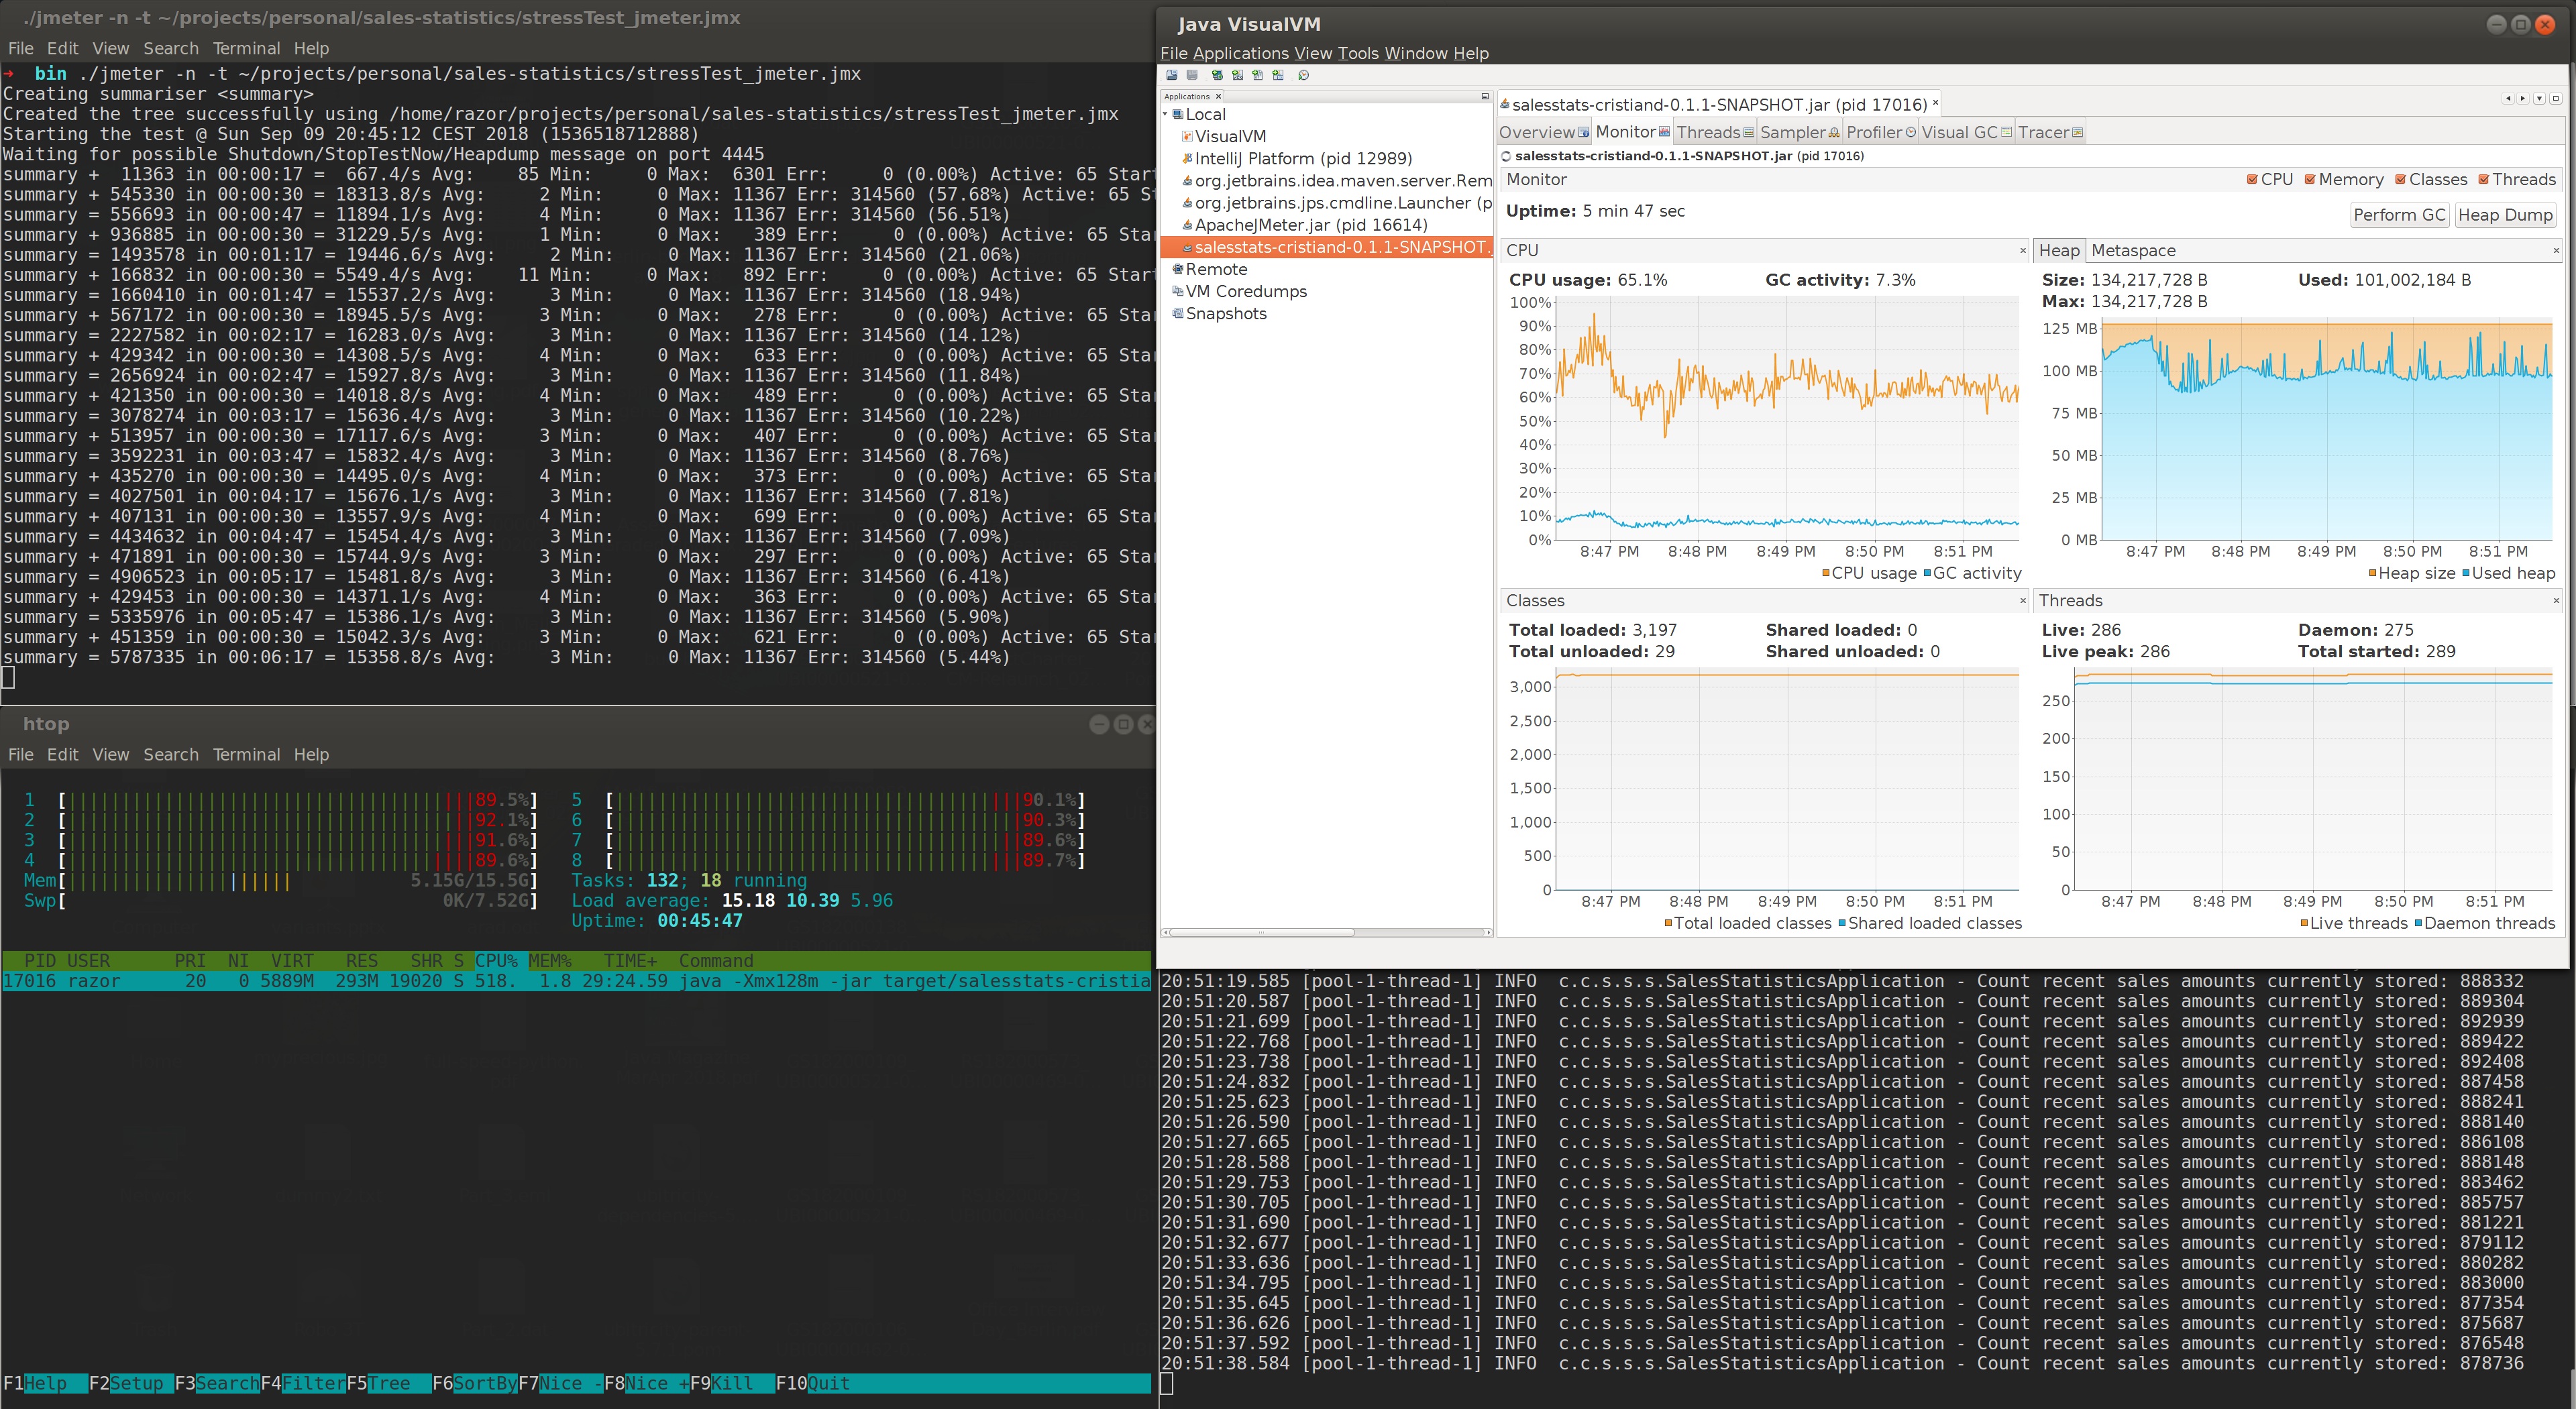 ./jmeter -n -t ~/projects/personal/sales-statistics/stressTest_jmeter.jmx
File Edit View Search Terminal Help
➜ bin ./jmeter -n -t ~/projects/personal/sales-statistics/stressTest_jmeter.jmx
Creating summariser <summary>
Created the tree successfully using /home/razor/projects/personal/sales-statistics/stressTest_jmeter.jmx
Starting the test @ Sun Sep 09 20:45:12 CEST 2018 (1536518712888)
Waiting for possible Shutdown/StopTestNow/Heapdump message on port 4445
summary + 11363 in 00:00:17 = 667.4/s Avg: 85 Min: 0 Max: 6301 Err: 0 (0.00%) Active: 65 Start
summary + 545330 in 00:00:30 = 18313.8/s Avg: 2 Min: 0 Max: 11367 Err: 314560 (57.68%) Active: 65 S
summary = 556693 in 00:00:47 = 11894.1/s Avg: 4 Min: 0 Max: 11367 Err: 314560 (56.51%)
summary + 936885 in 00:00:30 = 31229.5/s Avg: 1 Min: 0 Max: 389 Err: 0 (0.00%) Active: 65 Star
summary = 1493578 in 00:01:17 = 19446.6/s Avg: 2 Min: 0 Max: 11367 Err: 314560 (21.06%)
summary + 166832 in 00:00:30 = 5549.4/s Avg: 11 Min: 0 Max: 892 Err: 0 (0.00%) Active: 65 Start
summary = 1660410 in 00:01:47 = 15537.2/s Avg: 3 Min: 0 Max: 11367 Err: 314560 (18.94%)
summary + 567172 in 00:00:30 = 18945.5/s Avg: 3 Min: 0 Max: 278 Err: 0 (0.00%) Active: 65 Star
summary = 2227582 in 00:02:17 = 16283.0/s Avg: 3 Min: 0 Max: 11367 Err: 314560 (14.12%)
summary + 429342 in 00:00:30 = 14308.5/s Avg: 4 Min: 0 Max: 633 Err: 0 (0.00%) Active: 65 Star
summary = 2656924 in 00:02:47 = 15927.8/s Avg: 3 Min: 0 Max: 11367 Err: 314560 (11.84%)
summary + 421350 in 00:00:30 = 14018.8/s Avg: 4 Min: 0 Max: 489 Err: 0 (0.00%) Active: 65 Star
summary = 3078274 in 00:03:17 = 15636.4/s Avg: 3 Min: 0 Max: 11367 Err: 314560 (10.22%)
summary + 513957 in 00:00:30 = 17117.6/s Avg: 3 Min: 0 Max: 407 Err: 0 (0.00%) Active: 65 Star
summary = 3592231 in 00:03:47 = 15832.4/s Avg: 3 Min: 0 Max: 11367 Err: 314560 (8.76%)
summary + 435270 in 00:00:30 = 14495.0/s Avg: 4 Min: 0 Max: 373 Err: 0 (0.00%) Active: 65 Star
summary = 4027501 in 00:04:17 = 15676.1/s Avg: 3 Min: 0 Max: 11367 Err: 314560 (7.81%)
summary + 407131 in 00:00:30 = 13557.9/s Avg: 4 Min: 0 Max: 699 Err: 0 (0.00%) Active: 65 Star
summary = 4434632 in 00:04:47 = 15454.4/s Avg: 3 Min: 0 Max: 11367 Err: 314560 (7.09%)
summary + 471891 in 00:00:30 = 15744.9/s Avg: 3 Min: 0 Max: 297 Err: 0 (0.00%) Active: 65 Star
summary = 4906523 in 00:05:17 = 15481.8/s Avg: 3 Min: 0 Max: 11367 Err: 314560 (6.41%)
summary + 429453 in 00:00:30 = 14371.1/s Avg: 4 Min: 0 Max: 363 Err: 0 (0.00%) Active: 65 Star
summary = 5335976 in 00:05:47 = 15386.1/s Avg: 3 Min: 0 Max: 11367 Err: 314560 (5.90%)
summary + 451359 in 00:00:30 = 15042.3/s Avg: 3 Min: 0 Max: 621 Err: 0 (0.00%) Active: 65 Star
summary = 5787335 in 00:06:17 = 15358.8/s Avg: 3 Min: 0 Max: 11367 Err: 314560 (5.44%)
htop
File Edit View Search Terminal Help
1 [89.5%] 5 [90.1%]
2 [92.1%] 6 [90.3%]
3 [91.6%] 7 [89.6%]
4 [89.6%] 8 [89.7%]
Mem[5.15G/15.5G] Tasks: 132; 18 running
Swp[0K/7.52G] Load average: 15.18 10.39 5.96
Uptime: 00:45:47
PID USER PRI NI VIRT RES SHR S CPU% MEM% TIME+ Command
17016 razor 20 0 5889M 293M 19020 S 518. 1.8 29:24.59 java -Xmx128m -jar target/salesstats-cristia
F1Help F2Setup F3SearchF4FilterF5Tree F6SortByF7Nice -F8Nice +F9Kill F10Quit
Java VisualVM
File Applications View Tools Window Help
Applications
Local
VisualVM
IntelliJ Platform (pid 12989)
org.jetbrains.idea.maven.server.Rem
org.jetbrains.jps.cmdline.Launcher (p
ApacheJMeter.jar (pid 16614)
salesstats-cristiand-0.1.1-SNAPSHOT.
Remote
VM Coredumps
Snapshots
salesstats-cristiand-0.1.1-SNAPSHOT.jar (pid 17016)
Overview Monitor Threads Sampler Profiler Visual GC Tracer
salesstats-cristiand-0.1.1-SNAPSHOT.jar (pid 17016)
Monitor CPU Memory Classes Threads
Uptime: 5 min 47 sec Perform GC Heap Dump
CPU
CPU usage: 65.1% GC activity: 7.3%
100%
90%
80%
70%
60%
50%
40%
30%
20%
10%
0%
8:47 PM 8:48 PM 8:49 PM 8:50 PM 8:51 PM
CPU usage GC activity
Heap Metaspace
Size: 134,217,728 B Used: 101,002,184 B
Max: 134,217,728 B
125 MB
100 MB
75 MB
50 MB
25 MB
0 MB
8:47 PM 8:48 PM 8:49 PM 8:50 PM 8:51 PM
Heap size Used heap
Classes
Total loaded: 3,197 Shared loaded: 0
Total unloaded: 29 Shared unloaded: 0
3,000
2,500
2,000
1,500
1,000
500
0
8:47 PM 8:48 PM 8:49 PM 8:50 PM 8:51 PM
Total loaded classes Shared loaded classes
Threads
Live: 286 Daemon: 275
Live peak: 286 Total started: 289
250
200
150
100
50
0
8:47 PM 8:48 PM 8:49 PM 8:50 PM 8:51 PM
Live threads Daemon threads
20:51:19.585 [pool-1-thread-1] INFO c.c.s.s.s.SalesStatisticsApplication - Count recent sales amounts currently stored: 888332
20:51:20.587 [pool-1-thread-1] INFO c.c.s.s.s.SalesStatisticsApplication - Count recent sales amounts currently stored: 889304
20:51:21.699 [pool-1-thread-1] INFO c.c.s.s.s.SalesStatisticsApplication - Count recent sales amounts currently stored: 892939
20:51:22.768 [pool-1-thread-1] INFO c.c.s.s.s.SalesStatisticsApplication - Count recent sales amounts currently stored: 889422
20:51:23.738 [pool-1-thread-1] INFO c.c.s.s.s.SalesStatisticsApplication - Count recent sales amounts currently stored: 892408
20:51:24.832 [pool-1-thread-1] INFO c.c.s.s.s.SalesStatisticsApplication - Count recent sales amounts currently stored: 887458
20:51:25.623 [pool-1-thread-1] INFO c.c.s.s.s.SalesStatisticsApplication - Count recent sales amounts currently stored: 888241
20:51:26.590 [pool-1-thread-1] INFO c.c.s.s.s.SalesStatisticsApplication - Count recent sales amounts currently stored: 888140
20:51:27.665 [pool-1-thread-1] INFO c.c.s.s.s.SalesStatisticsApplication - Count recent sales amounts currently stored: 886108
20:51:28.588 [pool-1-thread-1] INFO c.c.s.s.s.SalesStatisticsApplication - Count recent sales amounts currently stored: 888148
20:51:29.753 [pool-1-thread-1] INFO c.c.s.s.s.SalesStatisticsApplication - Count recent sales amounts currently stored: 883462
20:51:30.705 [pool-1-thread-1] INFO c.c.s.s.s.SalesStatisticsApplication - Count recent sales amounts currently stored: 885757
20:51:31.690 [pool-1-thread-1] INFO c.c.s.s.s.SalesStatisticsApplication - Count recent sales amounts currently stored: 881221
20:51:32.677 [pool-1-thread-1] INFO c.c.s.s.s.SalesStatisticsApplication - Count recent sales amounts currently stored: 879112
20:51:33.636 [pool-1-thread-1] INFO c.c.s.s.s.SalesStatisticsApplication - Count recent sales amounts currently stored: 880282
20:51:34.795 [pool-1-thread-1] INFO c.c.s.s.s.SalesStatisticsApplication - Count recent sales amounts currently stored: 883000
20:51:35.645 [pool-1-thread-1] INFO c.c.s.s.s.SalesStatisticsApplication - Count recent sales amounts currently stored: 877354
20:51:36.626 [pool-1-thread-1] INFO c.c.s.s.s.SalesStatisticsApplication - Count recent sales amounts currently stored: 875687
20:51:37.592 [pool-1-thread-1] INFO c.c.s.s.s.SalesStatisticsApplication - Count recent sales amounts currently stored: 876548
20:51:38.584 [pool-1-thread-1] INFO c.c.s.s.s.SalesStatisticsApplication - Count recent sales amounts currently stored: 878736